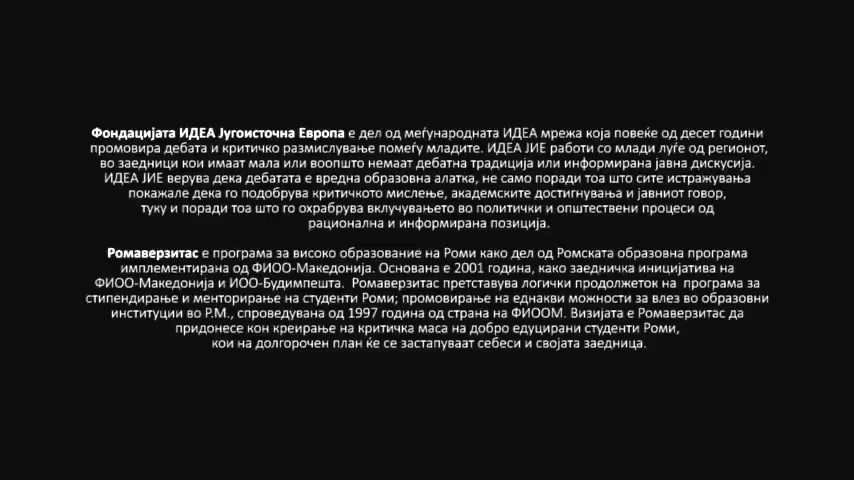 Фондацијата ИДЕА Југоисточна Европа е дел од меѓународната ИДЕА мрежа која повеќе од десет години
промовира дебата и критичко размислување помеѓу младите. ИДЕА ЈИЕ работи со млади луѓе од регионот,
во заедници кои имаат мала или воопшто немаат дебатна традиција или информирана јавна дискусија.
ИДЕА ЈИЕ верува дека дебатата е вредна образовна алатка, не само поради тоа што сите истражувања
покажале дека го подобрува критичкото мислење, академските достигнувања и јавниот говор,
туку и поради тоа што го охрабрува вклучувањето во политички и општествени процеси од
рационална и информирана позиција.
Ромаверзитас е програма за високо образование на Роми како дел од Ромската образовна програма
имплементирана од ФИОО-Македонија. Основана е 2001 година, како заедничка иницијатива на
ФИОО-Македонија и ИОО-Будимпешта. Ромаверзитас претставува логички продолжеток на програма за
стипендирање и менторирање на студенти Роми; промовирање на еднакви можности за влез во образовни
институции во Р.М., спроведувана од 1997 година од страна на ФИООМ. Визијата е Ромаверзитас да
придонесе кон креирање на критичка маса на добро едуцирани студенти Роми,
кои на долгорочен план ќе се застапуваат себеси и својата заедница.